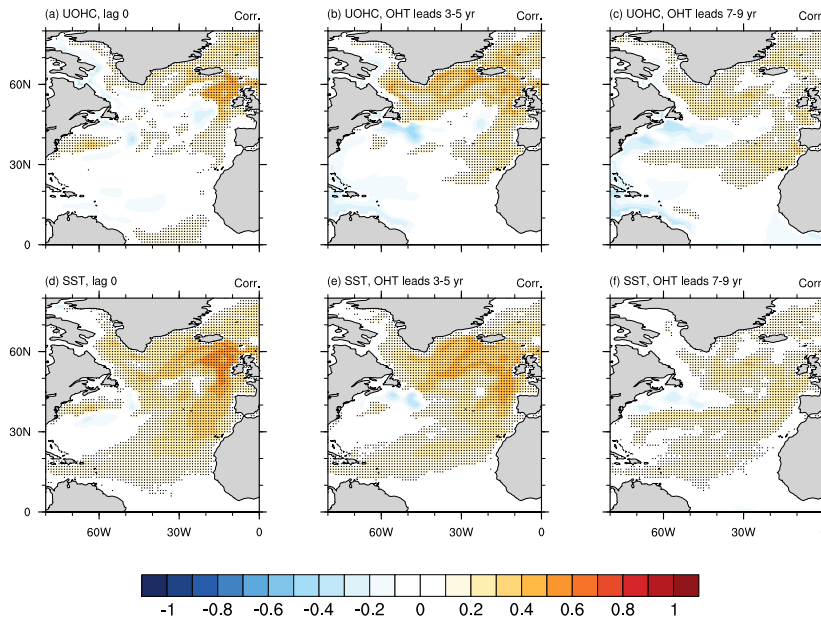 (a) UOHC, lag 0 Corr.
(b) UOHC, OHT leads 3-5 yr Corr.
(c) UOHC, OHT leads 7-9 yr Corr
60N
30N
0
(d) SST, lag 0 Corr.
(e) SST, OHT leads 3-5 yr Corr.
(f) SST, OHT leads 7-9 yr Corr
60N
30N
0
60W 30W 0 60W 30W 0 60W 30W
-1 -0.8 -0.6 -0.4 -0.2 0 0.2 0.4 0.6 0.8 1